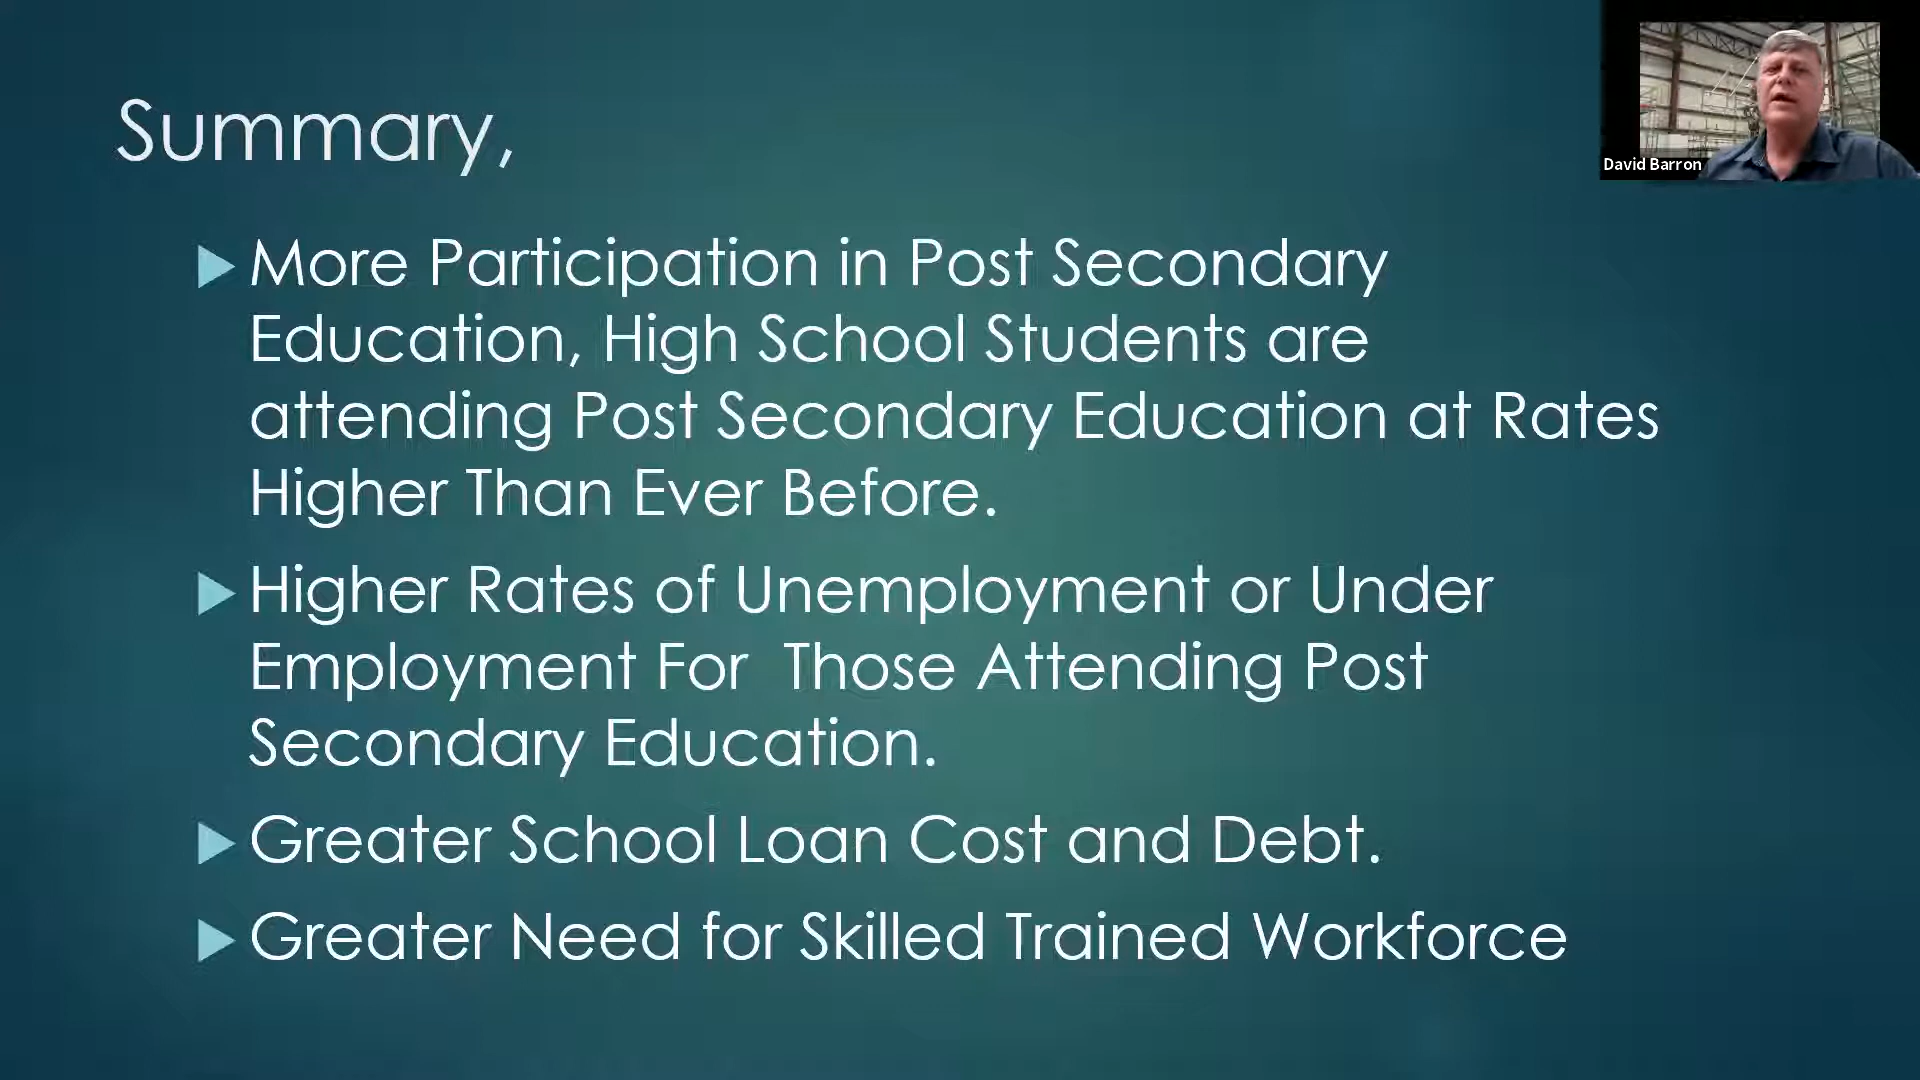 Summary,
David Barron
More Participation in Post Secondary
Education, High School Students are
attending Post Secondary Education at Rates
Higher Than Ever Before.
Higher Rates of Unemployment or Under
Employment For  Those Attending Post
Secondary Education.
Greater School Loan Cost and Debt.
Greater Need for Skilled Trained Workforce